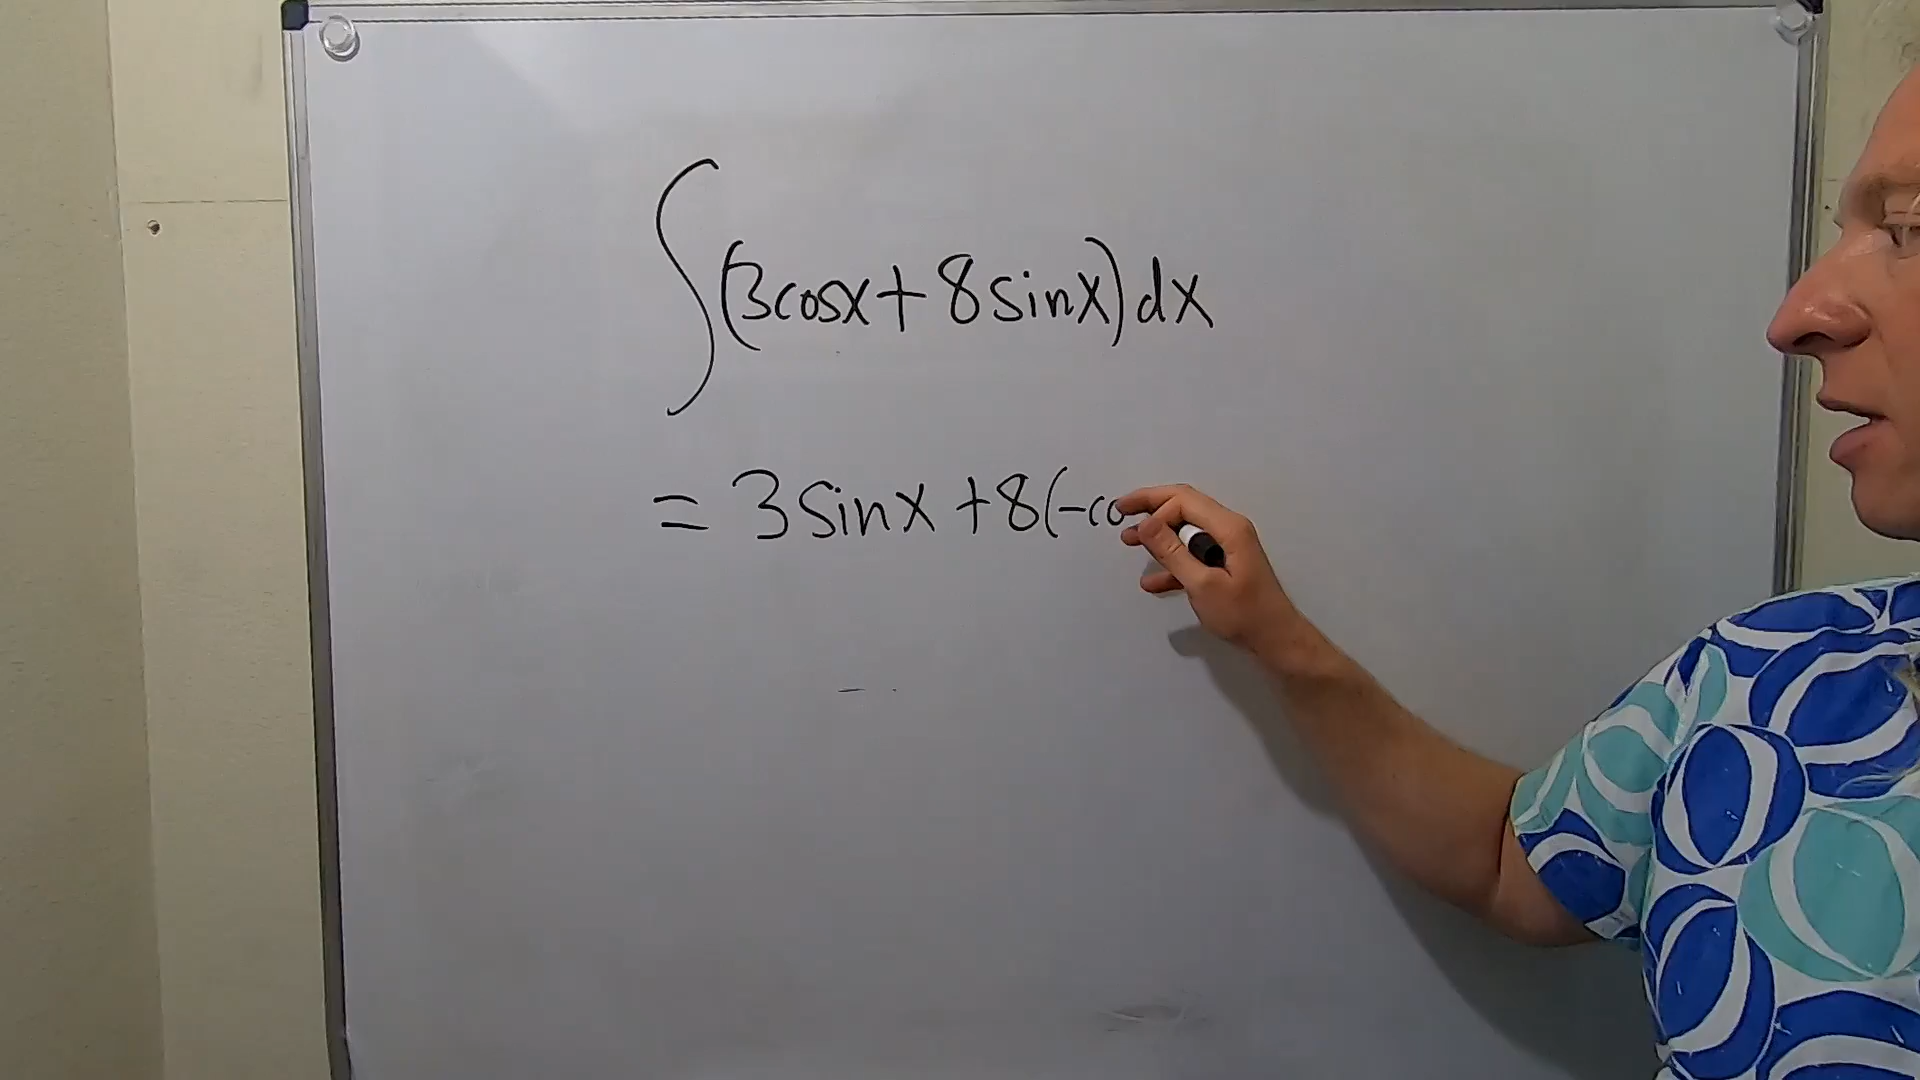 ∫(3cosx+8sinx)dx
= 3sinx +8(-co